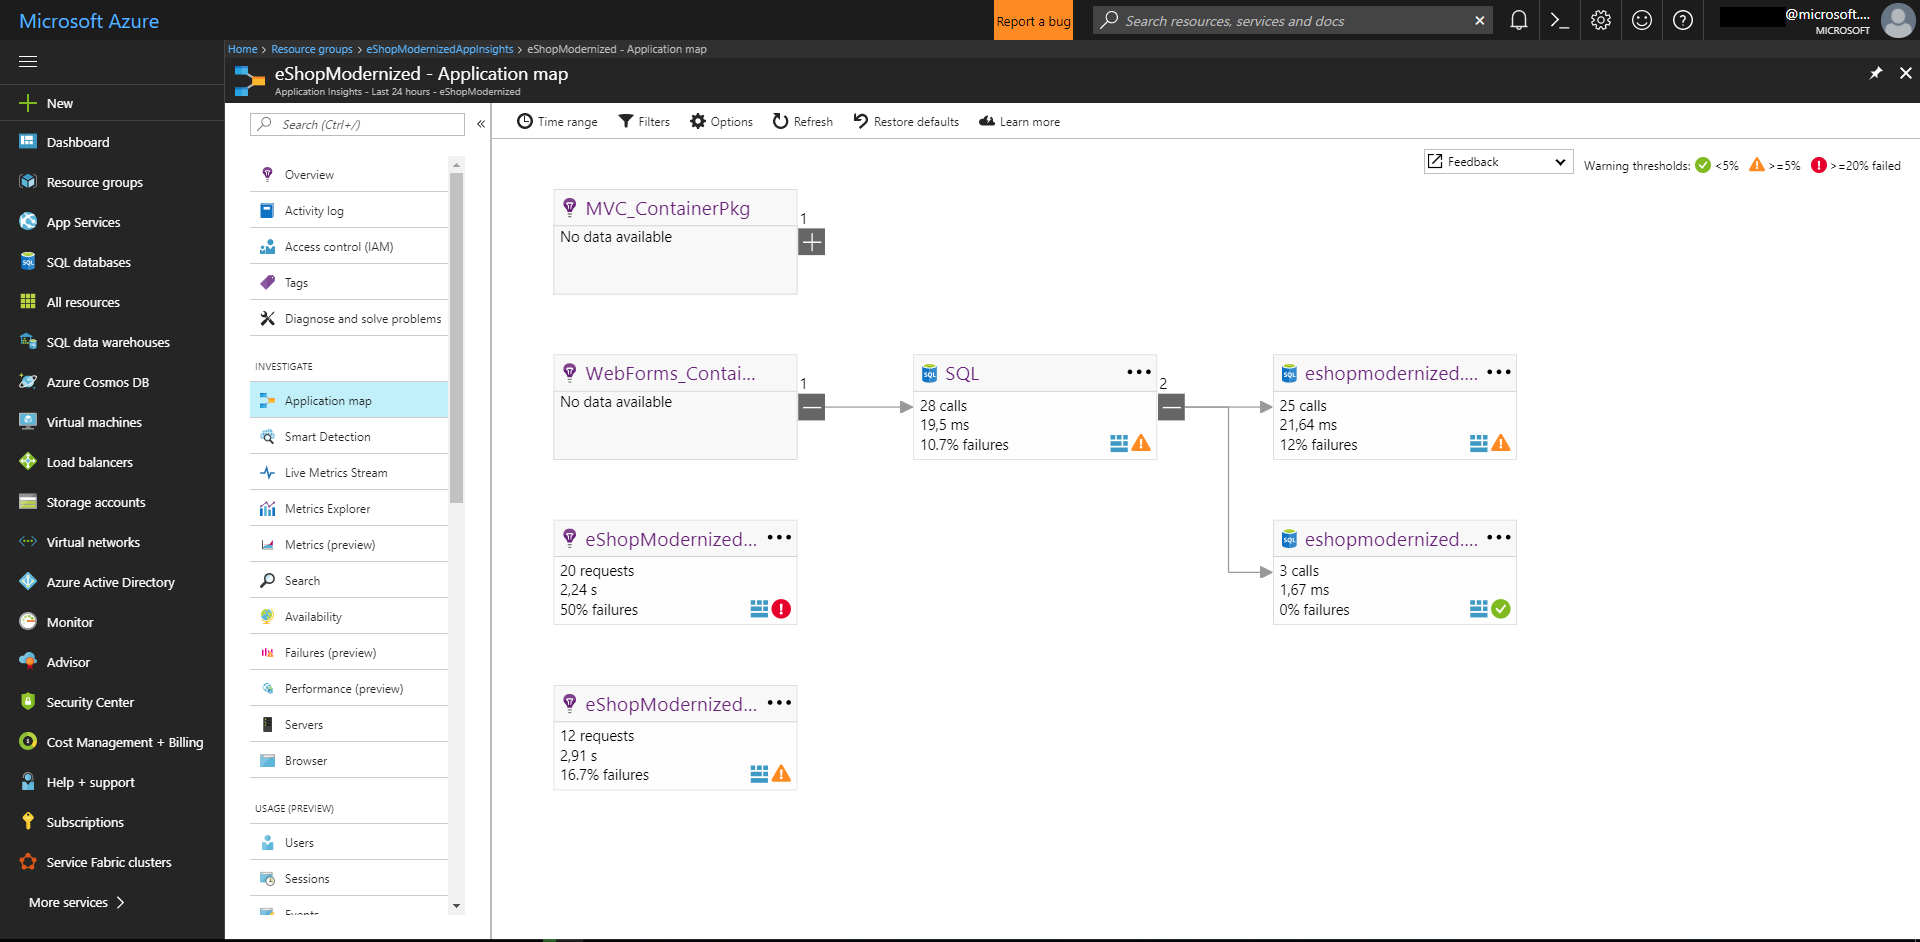 Microsoft Azure
Report a bug
Search resources, services and docs
@microsoft....
MICROSOFT
Home > Resource groups > eShopModernizedAppInsights > eShopModernized - Application map
eShopModernized - Application map
Application Insights - Last 24 hours - eShopModernized
New
Dashboard
Resource groups
App Services
SQL databases
All resources
SQL data warehouses
Azure Cosmos DB
Virtual machines
Load balancers
Storage accounts
Virtual networks
Azure Active Directory
Monitor
Advisor
Security Center
Cost Management + Billing
Help + support
Subscriptions
Service Fabric clusters
More services
Search (Ctrl+/)
Overview
Activity log
Access control (IAM)
Tags
Diagnose and solve problems
INVESTIGATE
Application map
Smart Detection
Live Metrics Stream
Metrics Explorer
Metrics (preview)
Search
Availability
Failures (preview)
Performance (preview)
Servers
Browser
USAGE (PREVIEW)
Users
Sessions
Events
Time range Filters Options Refresh Restore defaults Learn more
Feedback
Warning thresholds: <5% >=5% >=20% failed
MVC_ContainerPkg
No data available
1
WebForms_Contai...
No data available
1
SQL
28 calls
19,5 ms
10.7% failures
2
eshopmodernized....
25 calls
21,64 ms
12% failures
eShopModernized...
20 requests
2,24 s
50% failures
eshopmodernized....
3 calls
1,67 ms
0% failures
eShopModernized...
12 requests
2,91 s
16.7% failures